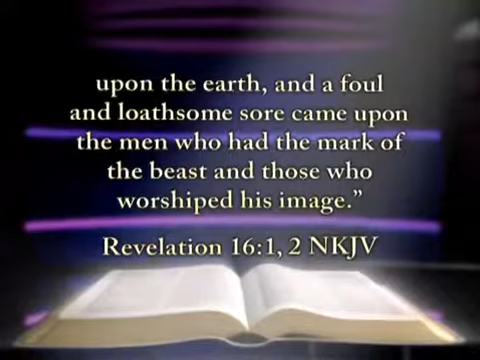 upon the earth, and a foul
and loathsome sore came upon
the men who had the mark of
the beast and those who
worshiped his image.”
Revelation 16:1, 2 NKJV